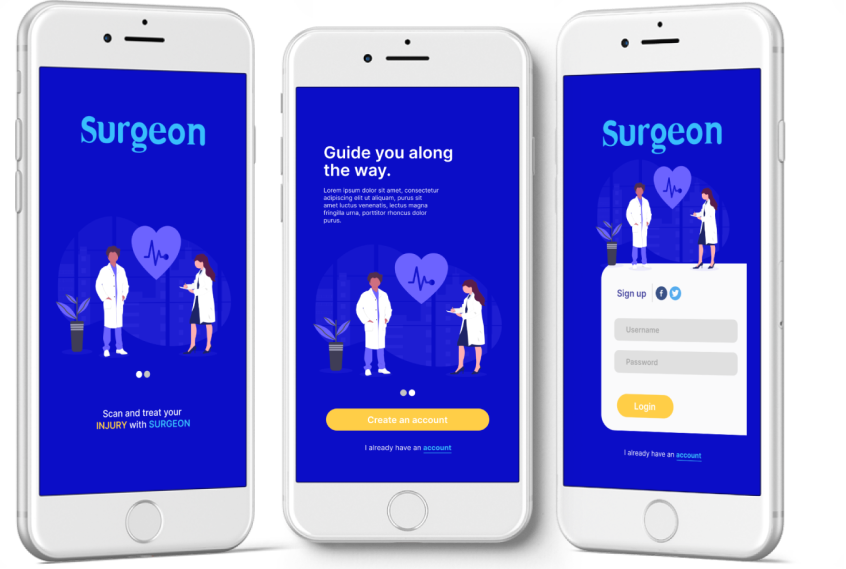 Surgeon
Scan and treat your
INJURY with SURGEON
Guide you along
the way.
Lorem ipsum dolor sit amet, consectetur
adipiscing elit ut aliquam, purus sit
amet luctus venenatis, lectus magna
fringilla urna, porttitor rhoncus dolor
purus.
Create an account
I already have an account
Surgeon
Sign up
Username
Password
Login
I already have an account